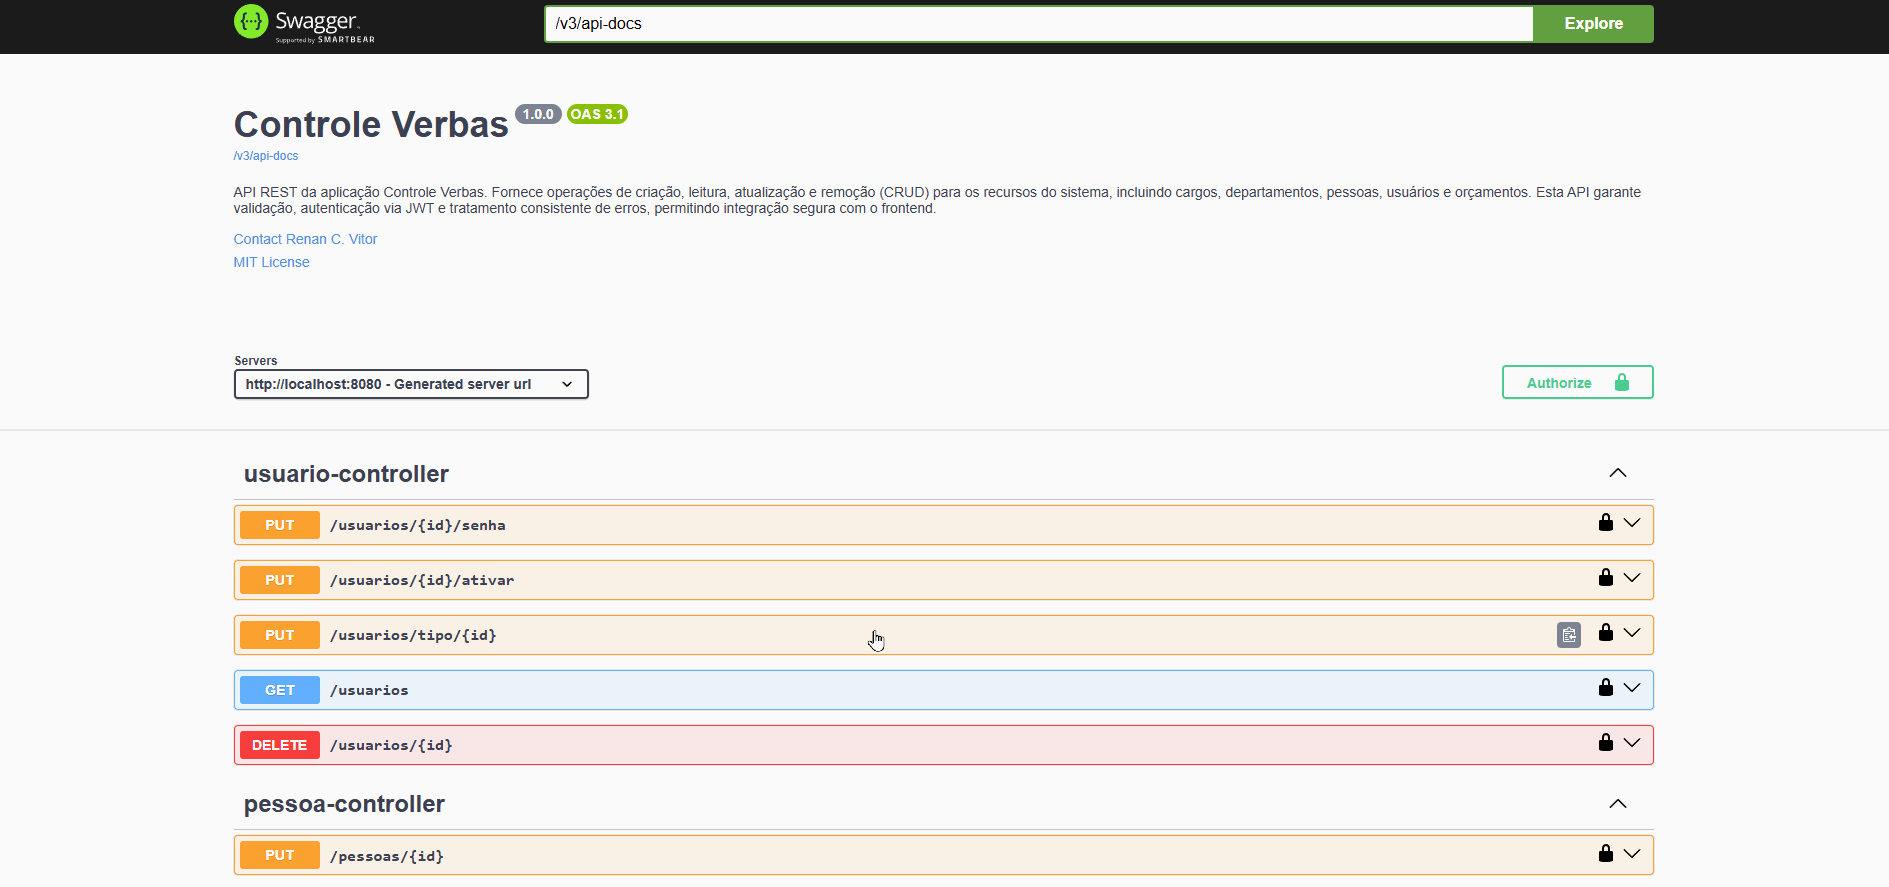 Swagger.
Supported by SMARTBEAR
/v3/api-docs
Explore
Controle Verbas 1.0.0 OAS 3.1
/v3/api-docs
API REST da aplicação Controle Verbas. Fornece operações de criação, leitura, atualização e remoção (CRUD) para os recursos do sistema, incluindo cargos, departamentos, pessoas, usuários e orçamentos. Esta API garante
validação, autenticação via JWT e tratamento consistente de erros, permitindo integração segura com o frontend.
Contact Renan C. Vitor
MIT License
Servers
http://localhost:8080 - Generated server url
Authorize
usuario-controller
PUT /usuarios/{id}/senha
PUT /usuarios/{id}/ativar
PUT /usuarios/tipo/{id}
GET /usuarios
DELETE /usuarios/{id}
pessoa-controller
PUT /pessoas/{id}